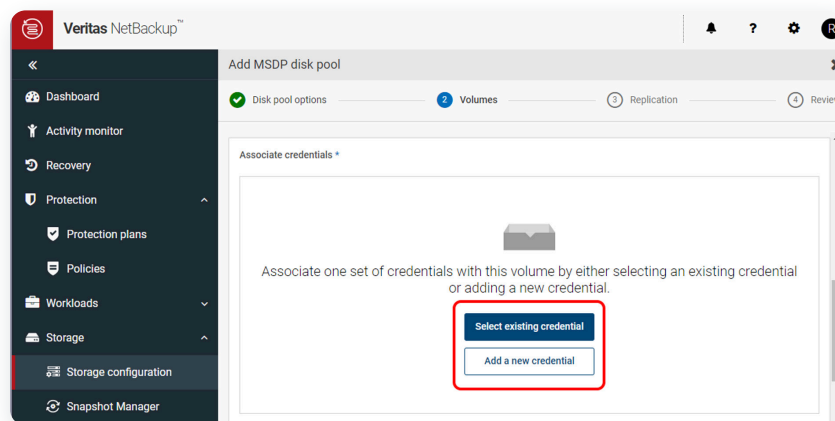 Veritas NetBackup™
?
R
«
Add MSDP disk pool
Dashboard
Disk pool options
2
Volumes
3
Replication
4
Activity monitor
Associate credentials *
Recovery
Protection
Protection plans
Associate one set of credentials with this volume by either selecting an existing credential
or adding a new credential.
Policies
Workloads
Select existing credential
Storage
Add a new credential
Storage configuration
Snapshot Manager